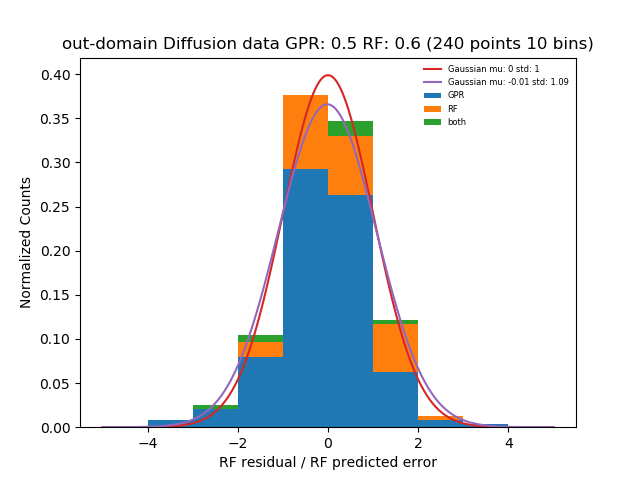 out-domain Diffusion data GPR: 0.5 RF: 0.6 (240 points 10 bins)
Gaussian mu: 0 std: 1
Gaussian mu: -0.01 std: 1.09
GPR
RF
both
Normalized Counts
0.40
0.35
0.30
0.25
0.20
0.15
0.10
0.05
0.00
−4 −2 0 2 4
RF residual / RF predicted error